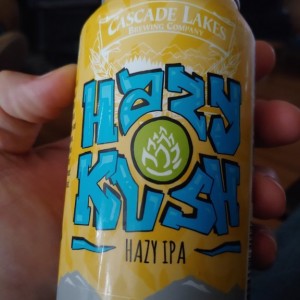 CASCADE LAKES
BREWING COMPANY
HAZY
KUSH
HAZY IPA